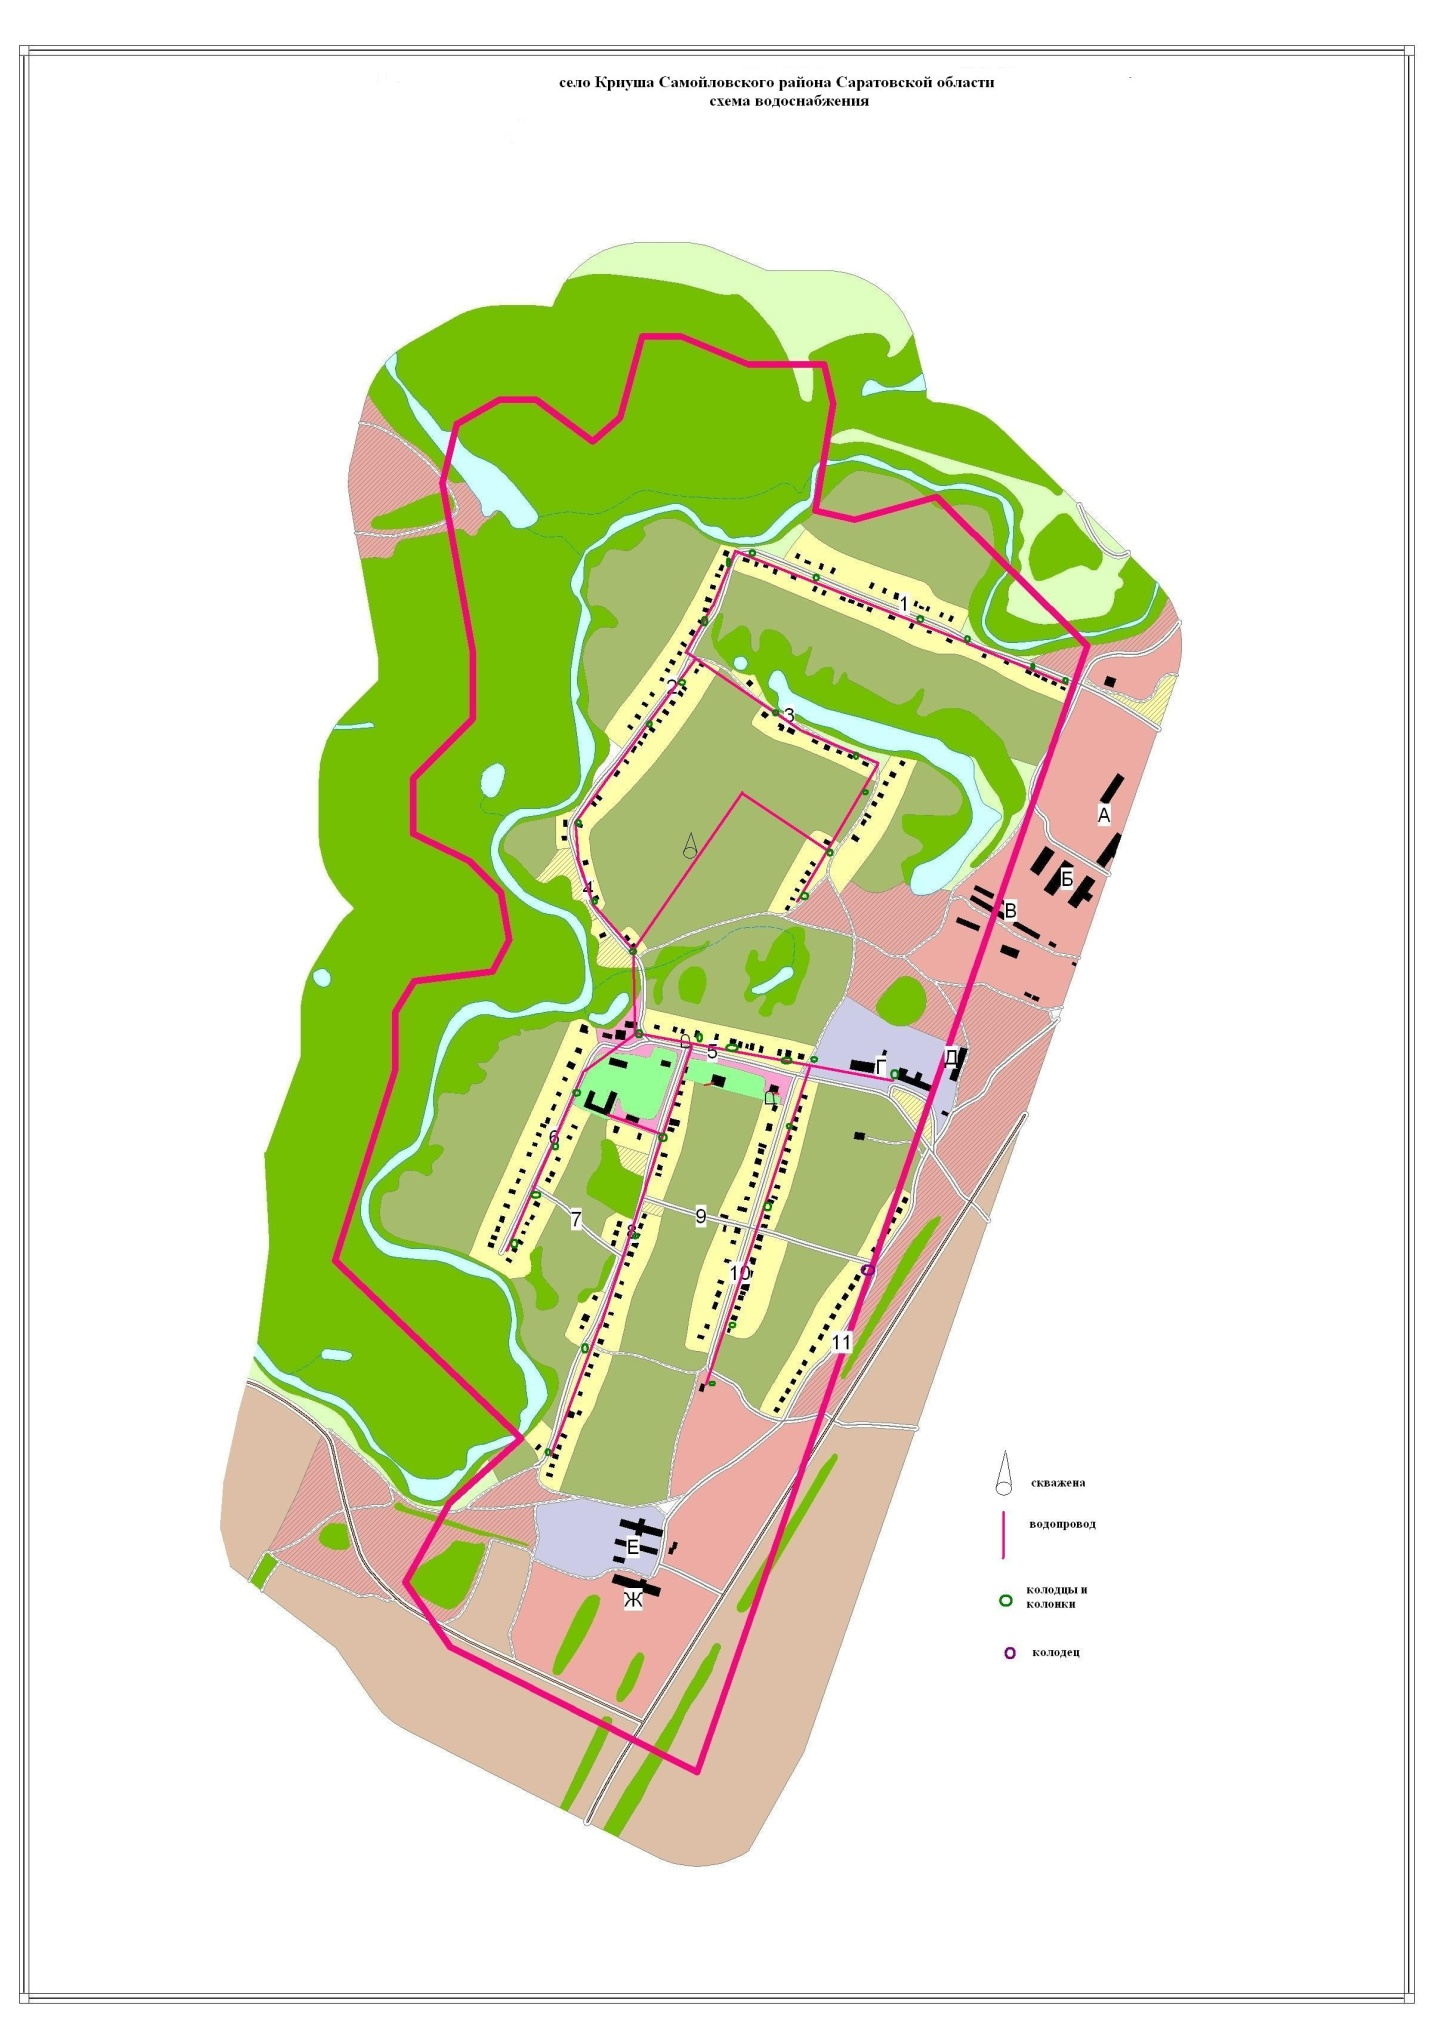 село Криуша Самойловского района Саратовской области
схема водоснабжения
1
2
3
А
Б
4
В
5
Д
Г
6
7
9
8
10
11
скважена
водопровод
колодцы и
колонки
колодец
Е
Ж